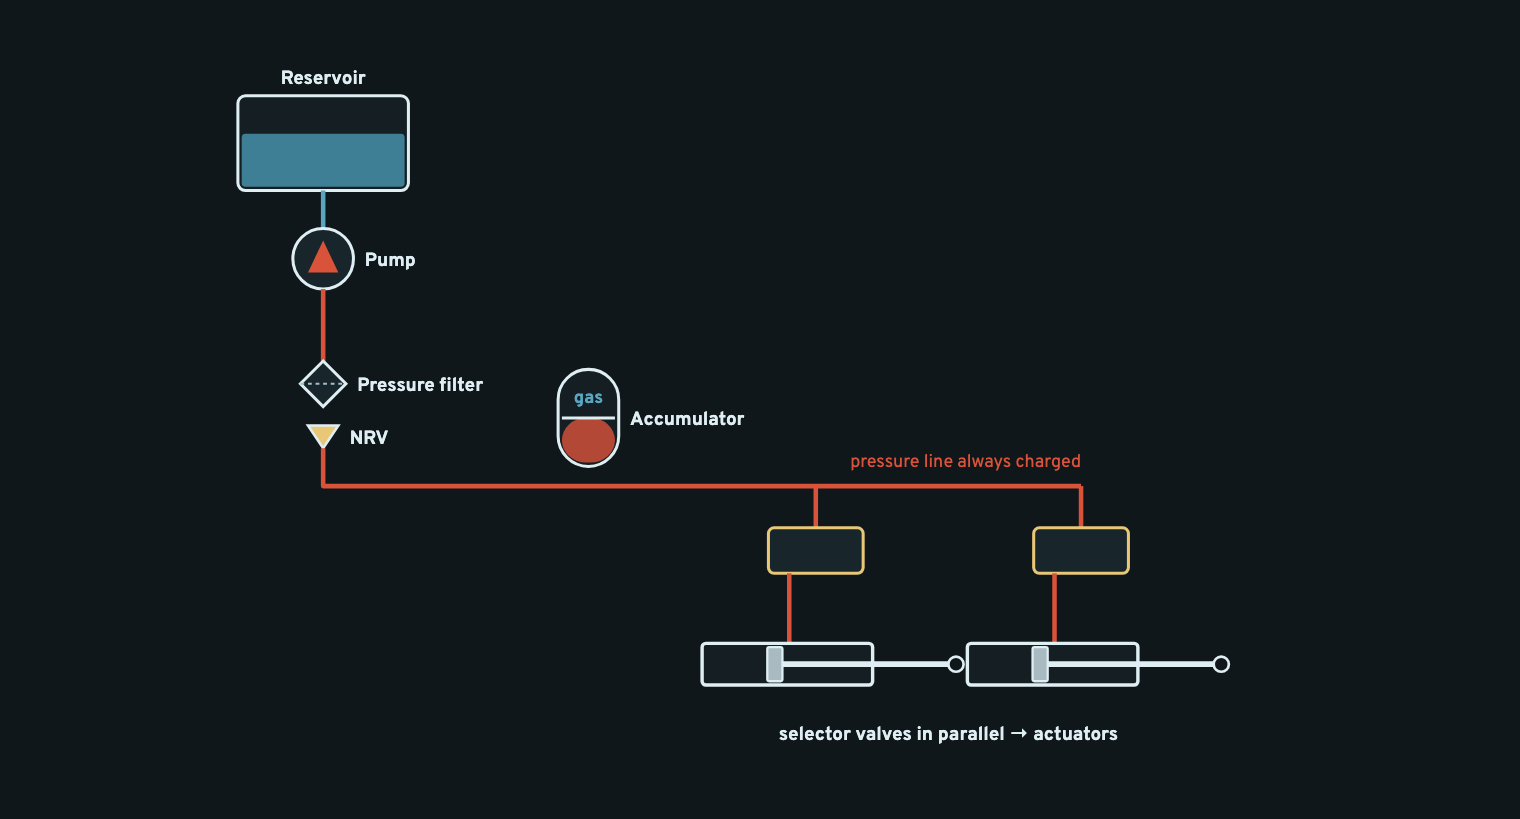 Reservoir
Pump
Pressure filter
NRV
gas
Accumulator
pressure line always charged
selector valves in parallel → actuators